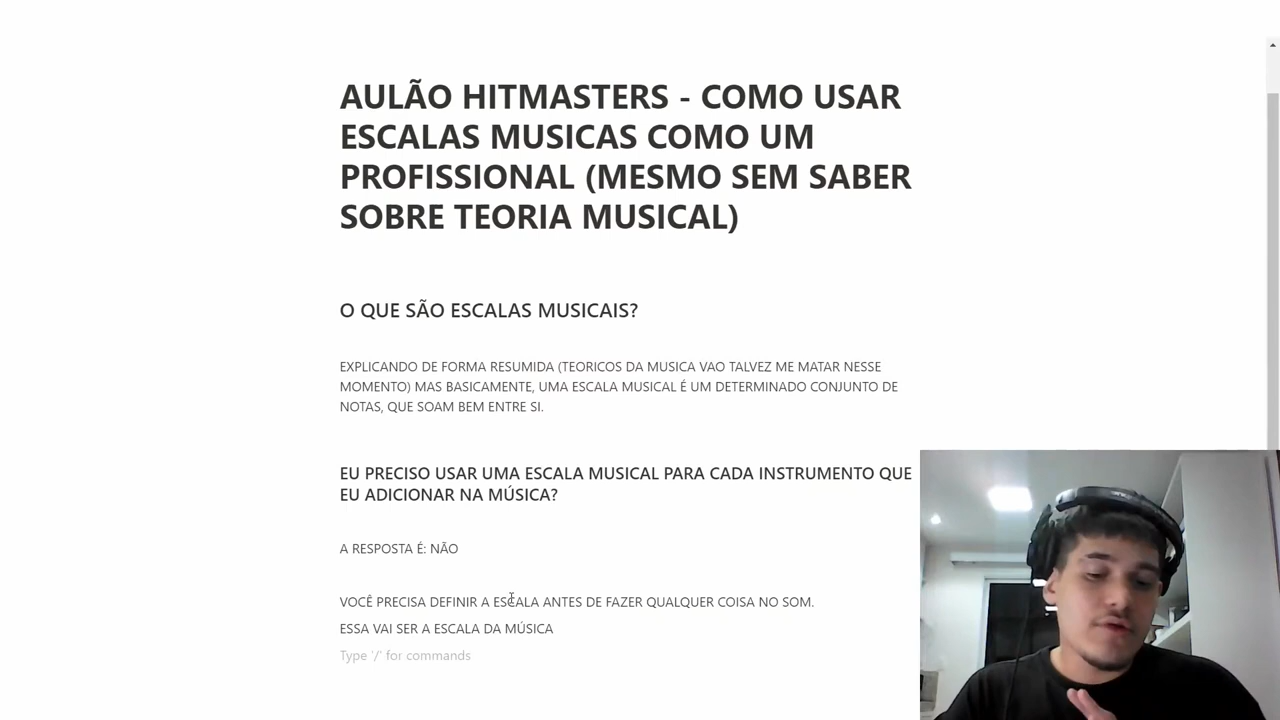 AULÃO HITMASTERS - COMO USAR
ESCALAS MUSICAS COMO UM
PROFISSIONAL (MESMO SEM SABER
SOBRE TEORIA MUSICAL)
O QUE SÃO ESCALAS MUSICAIS?
EXPLICANDO DE FORMA RESUMIDA (TEORICOS DA MUSICA VAO TALVEZ ME MATAR NESSE
MOMENTO) MAS BASICAMENTE, UMA ESCALA MUSICAL É UM DETERMINADO CONJUNTO DE
NOTAS, QUE SOAM BEM ENTRE SI.
EU PRECISO USAR UMA ESCALA MUSICAL PARA CADA INSTRUMENTO QUE
EU ADICIONAR NA MÚSICA?
A RESPOSTA É: NÃO
VOCÊ PRECISA DEFINIR A ESCALA ANTES DE FAZER QUALQUER COISA NO SOM.
ESSA VAI SER A ESCALA DA MÚSICA
Type '/' for commands